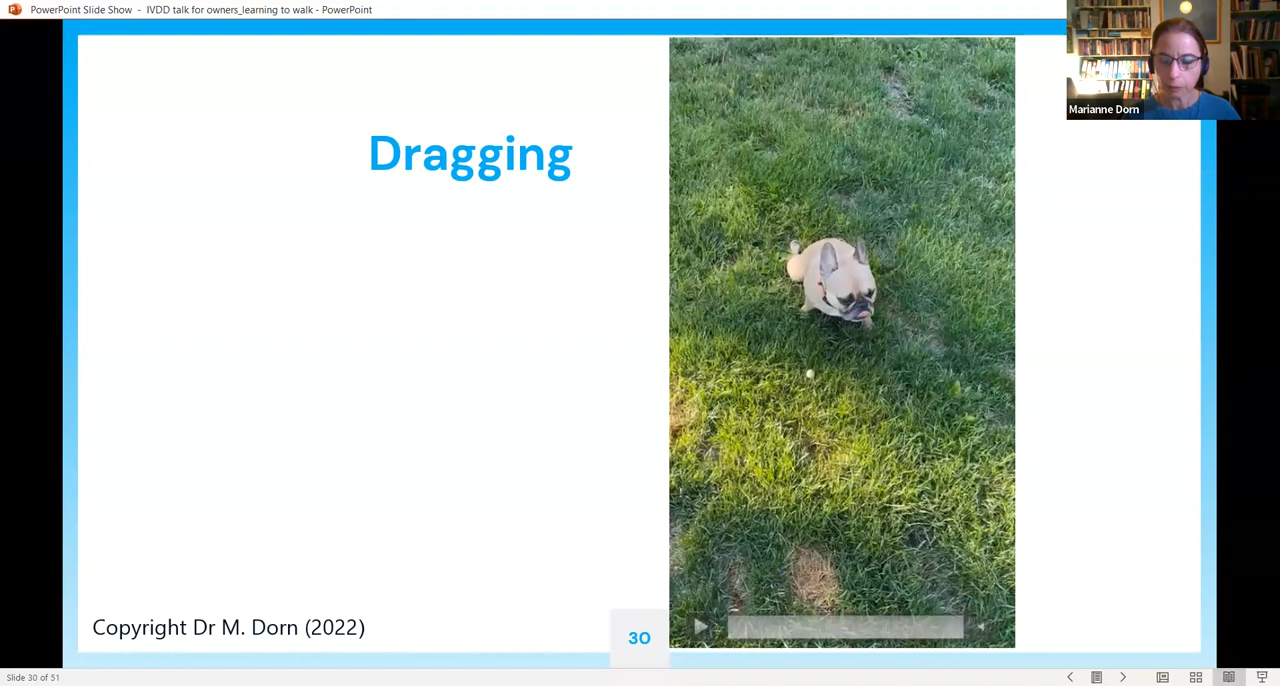 PowerPoint Slide Show - IVDD talk for owners_learning to walk - PowerPoint
Marianne Dorn
Dragging
Copyright Dr M. Dorn (2022)
30
Slide 30 of 51